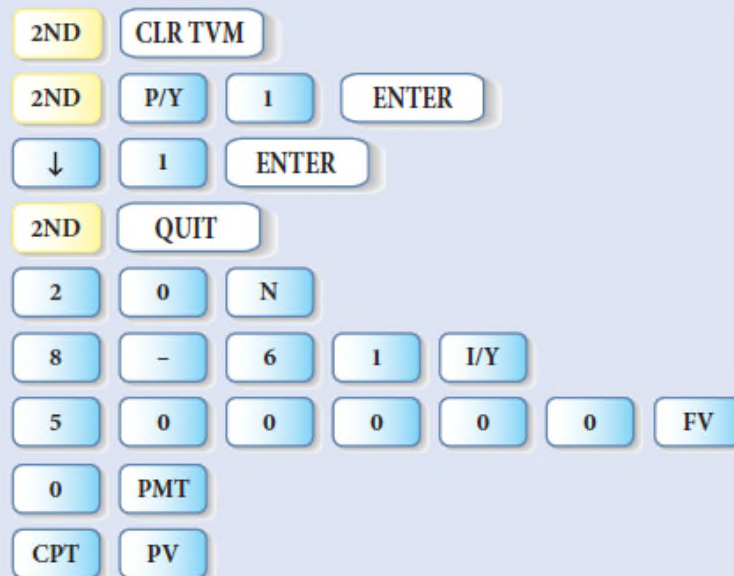 2ND CLR TVM
2ND P/Y 1 ENTER
↓ 1 ENTER
2ND QUIT
2 0 N
8 – 6 1 I/Y
5 0 0 0 0 0 FV
0 PMT
CPT PV